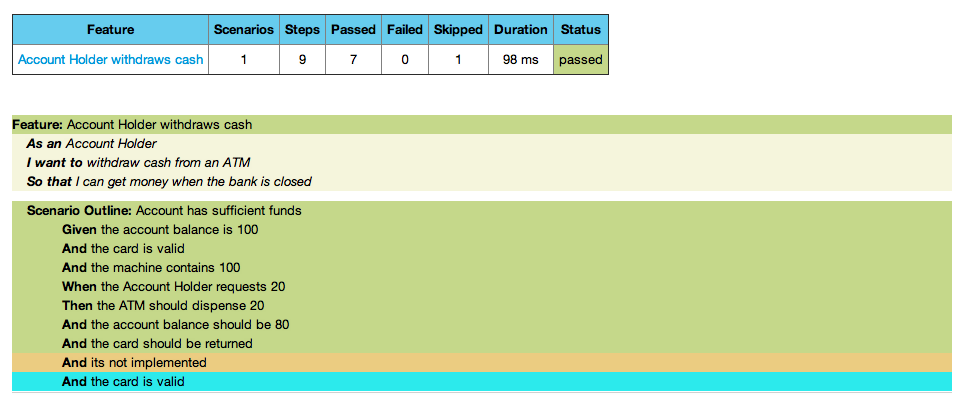 Feature Scenarios Steps Passed Failed Skipped Duration Status
Account Holder withdraws cash 1 9 7 0 1 98 ms passed
Feature: Account Holder withdraws cash
As an Account Holder
I want to withdraw cash from an ATM
So that I can get money when the bank is closed
Scenario Outline: Account has sufficient funds
Given the account balance is 100
And the card is valid
And the machine contains 100
When the Account Holder requests 20
Then the ATM should dispense 20
And the account balance should be 80
And the card should be returned
And its not implemented
And the card is valid